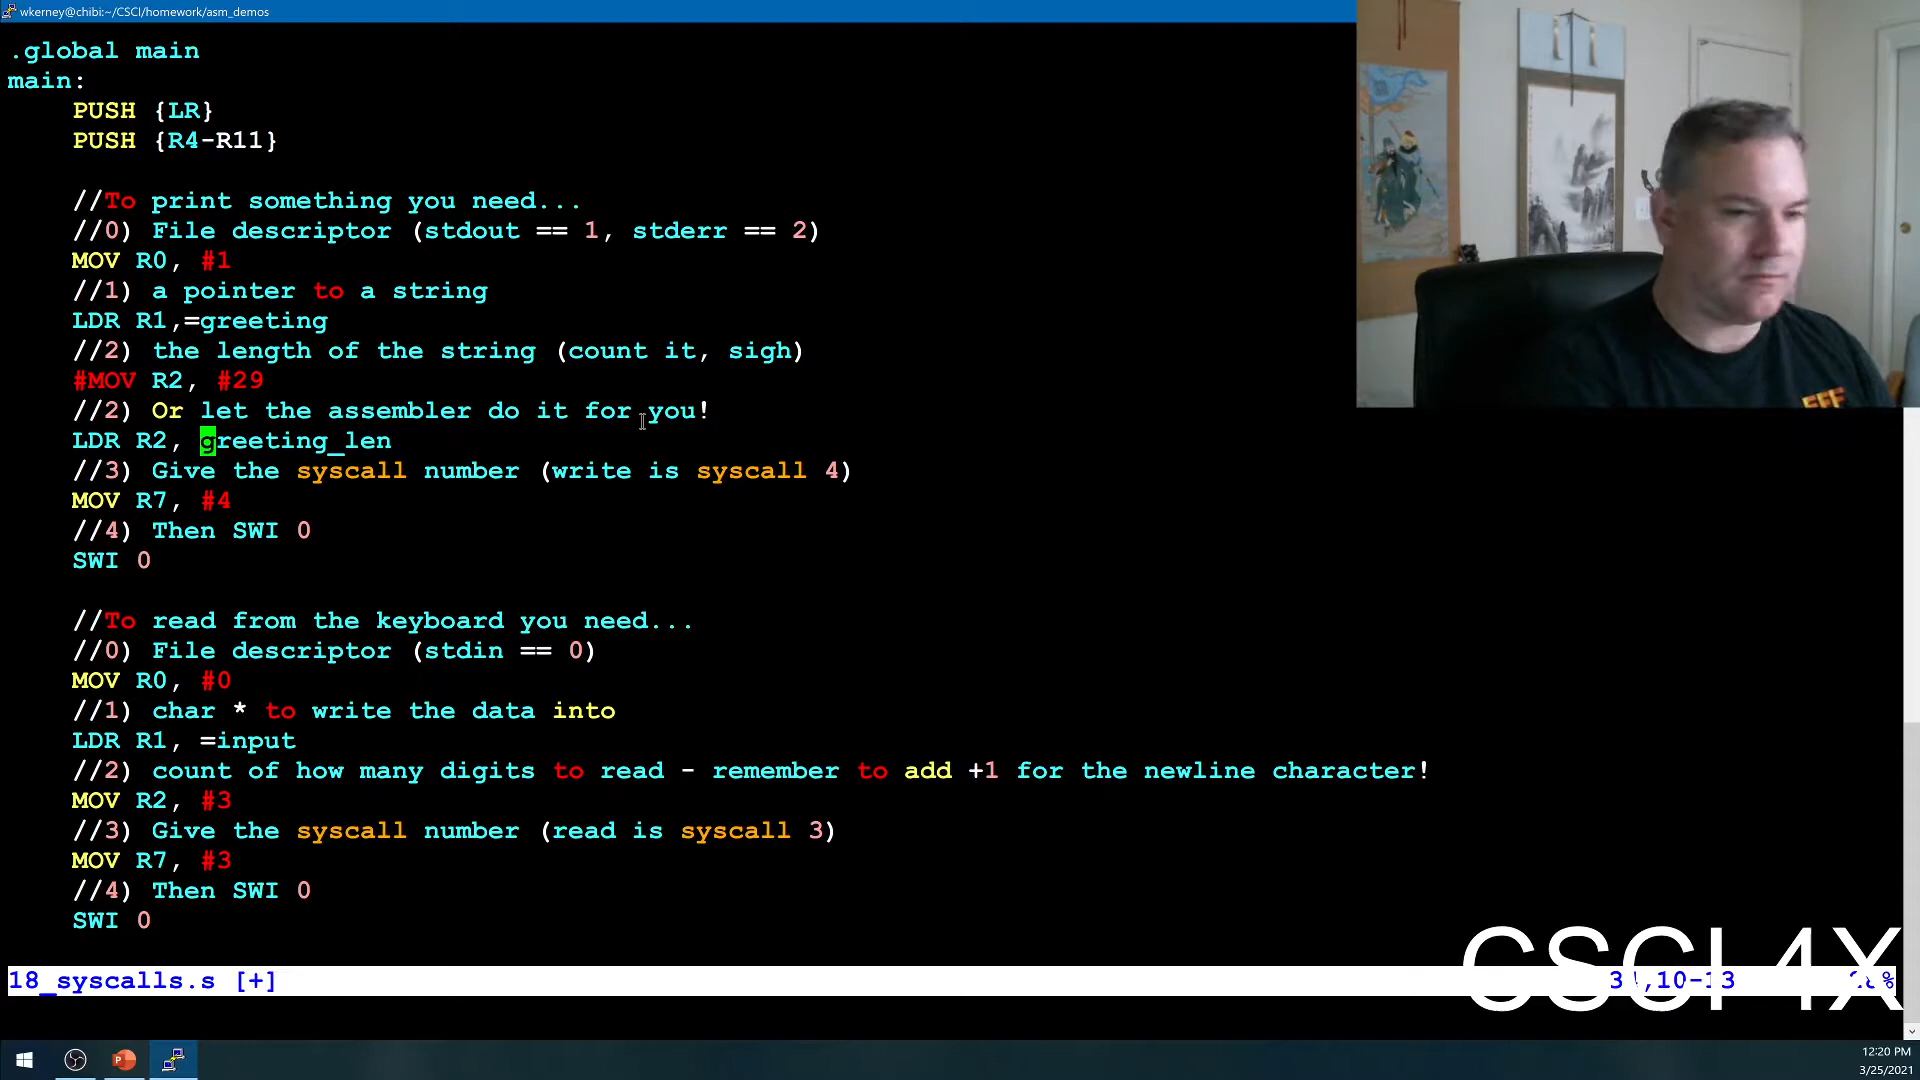 wkerney@chibi:~/CSCI/homework/asm_demos
.global main
main:
PUSH {LR}
PUSH {R4-R11}
//To print something you need...
//0) File descriptor (stdout == 1, stderr == 2)
MOV R0, #1
//1) a pointer to a string
LDR R1,=greeting
//2) the length of the string (count it, sigh)
#MOV R2, #29
//2) Or let the assembler do it for you!
LDR R2, greeting_len
//3) Give the syscall number (write is syscall 4)
MOV R7, #4
//4) Then SWI 0
SWI 0
//To read from the keyboard you need...
//0) File descriptor (stdin == 0)
MOV R0, #0
//1) char * to write the data into
LDR R1, =input
//2) count of how many digits to read - remember to add +1 for the newline character!
MOV R2, #3
//3) Give the syscall number (read is syscall 3)
MOV R7, #3
//4) Then SWI 0
SWI 0
CSCI 4X
18_syscalls.s [+]
12:20 PM
3/25/2021